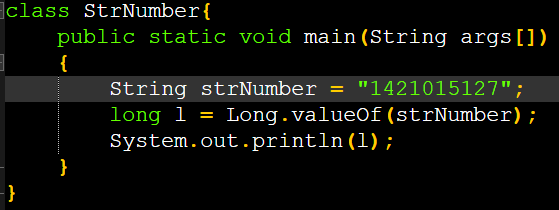 class StrNumber{
public static void main(String args[])
{
String strNumber = "1421015127";
long l = Long.valueOf(strNumber);
System.out.println(l);
}
}